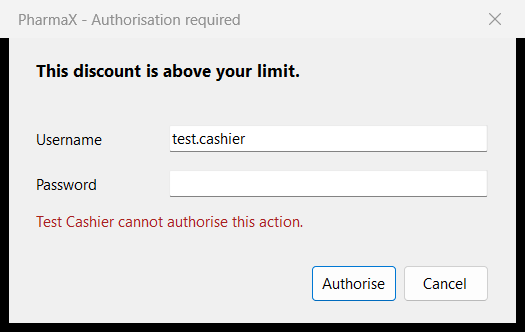 PharmaX - Authorisation required
This discount is above your limit.
Username
test.cashier
Password
Test Cashier cannot authorise this action.
Authorise
Cancel